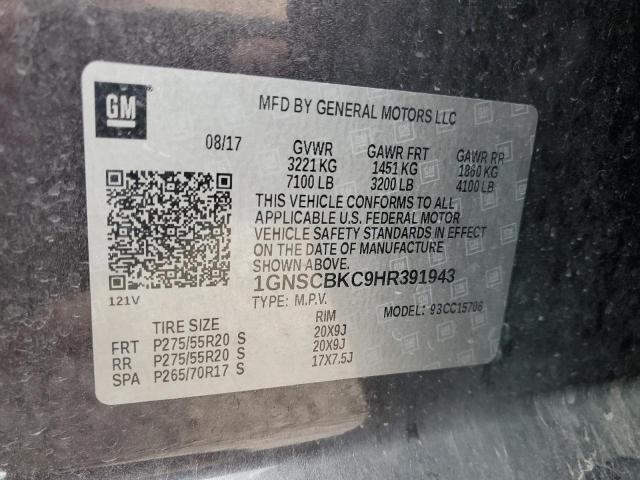 GM
MFD BY GENERAL MOTORS LLC
08/17 GVWR GAWR FRT GAWR RR
3221 KG 1451 KG 1860 KG
7100 LB 3200 LB 4100 LB
THIS VEHICLE CONFORMS TO ALL
APPLICABLE U.S. FEDERAL MOTOR
VEHICLE SAFETY STANDARDS IN EFFECT
ON THE DATE OF MANUFACTURE
SHOWN ABOVE.
1GNSCBKC9HR391943
121V
TYPE: M.P.V. MODEL: 93CC15706
TIRE SIZE RIM
FRT P275/55R20 S 20X9J
RR P275/55R20 S 20X9J
SPA P265/70R17 S 17X7.5J